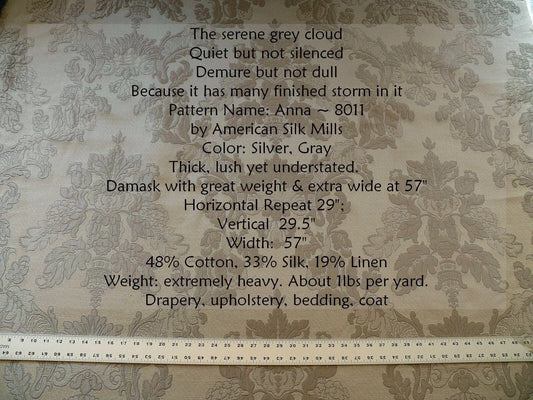 The serene grey cloud
Quiet but not silenced
Demure but not dull
Because it has many finished storm in it
Pattern Name: Anna ~ 8011
by American Silk Mills
Color: Silver, Gray
Thick, lush yet understated.
Damask with great weight & extra wide at 57"
Horizontal Repeat 29";
Vertical 29.5"
Width: 57"
48% Cotton, 33% Silk, 19% Linen
Weight: extremely heavy. About 1lbs per yard.
Drapery, upholstery, bedding, coat